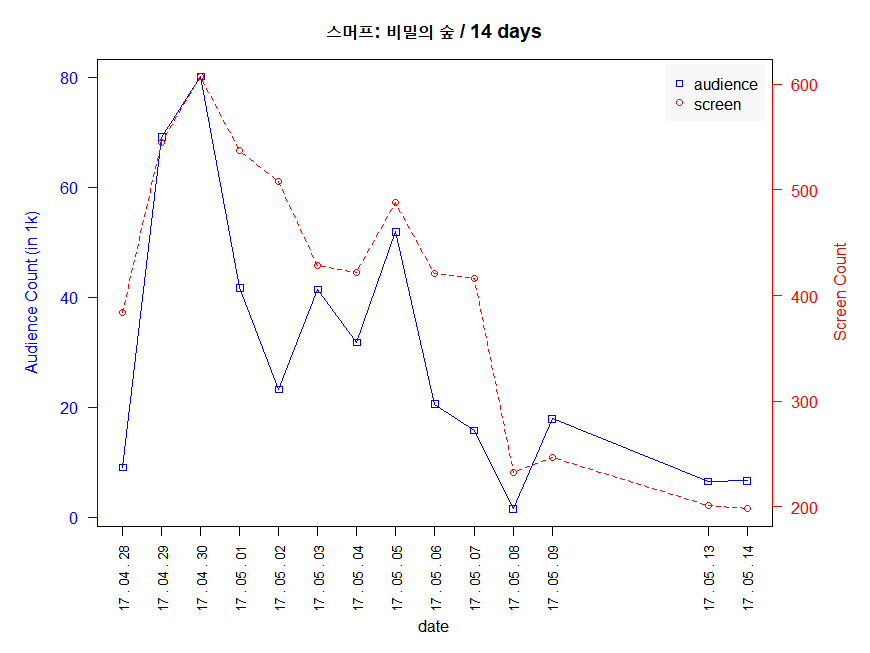 스머프: 비밀의 숲 / 14 days
audience
screen
80
60
40
20
0
Audience Count (in 1k)
600
500
400
300
200
Screen Count
17 . 04 . 28
17 . 04 . 29
17 . 04 . 30
17 . 05 . 01
17 . 05 . 02
17 . 05 . 03
17 . 05 . 04
17 . 05 . 05
17 . 05 . 06
17 . 05 . 07
17 . 05 . 08
17 . 05 . 09
17 . 05 . 13
17 . 05 . 14
date